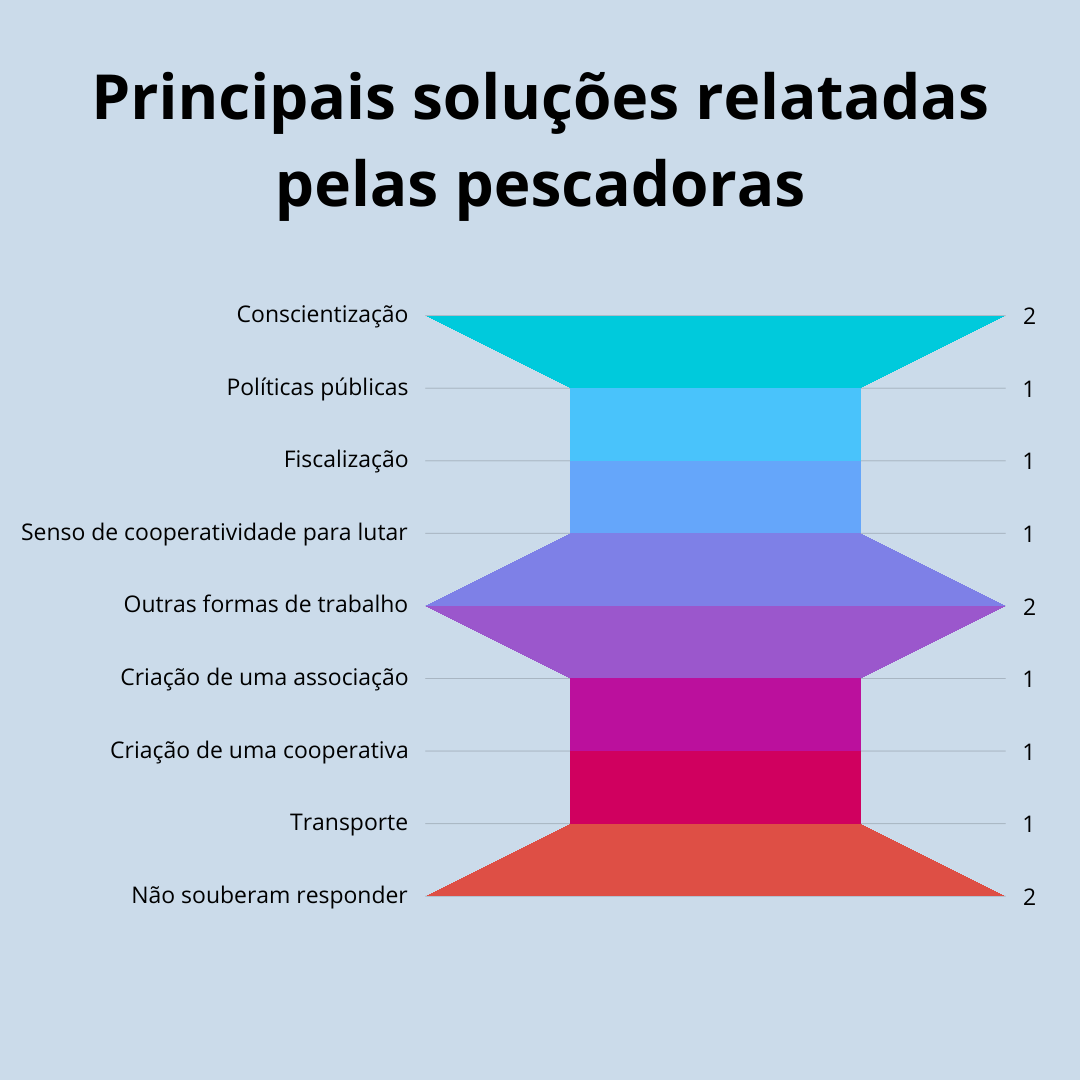 Principais soluções relatadas
pelas pescadoras
Conscientização 2
Políticas públicas 1
Fiscalização 1
Senso de cooperatividade para lutar 1
Outras formas de trabalho 2
Criação de uma associação 1
Criação de uma cooperativa 1
Transporte 1
Não souberam responder 2